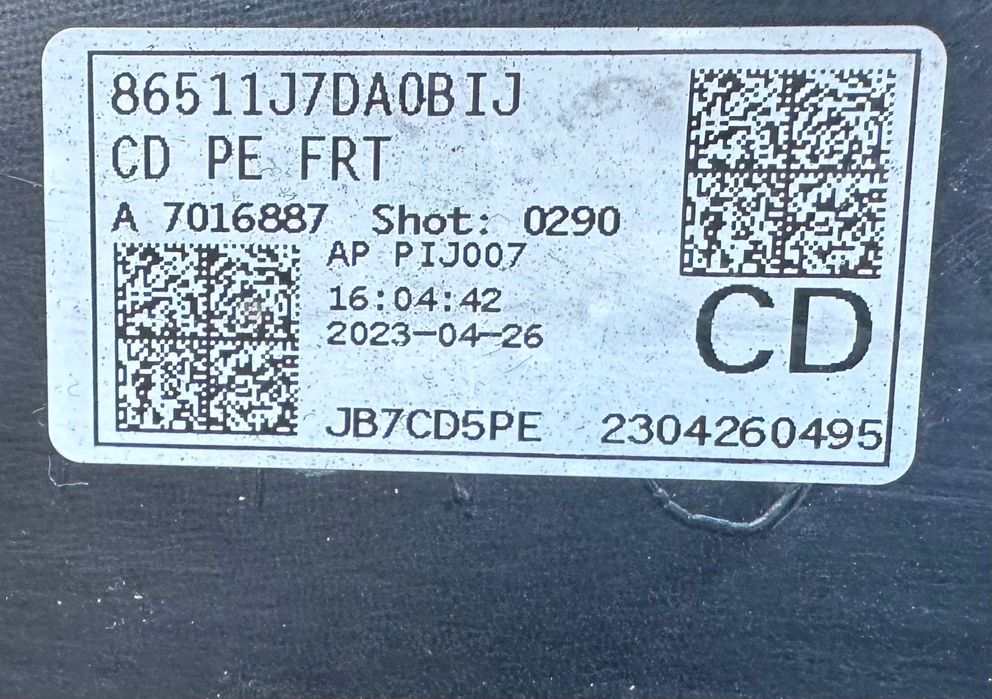 86511J7DA0BIJ
CD PE FRT
A 7016887 Shot: 0290
AP PIJ007
16:04:42
2023-04-26
CD
JB7CD5PE 2304260495